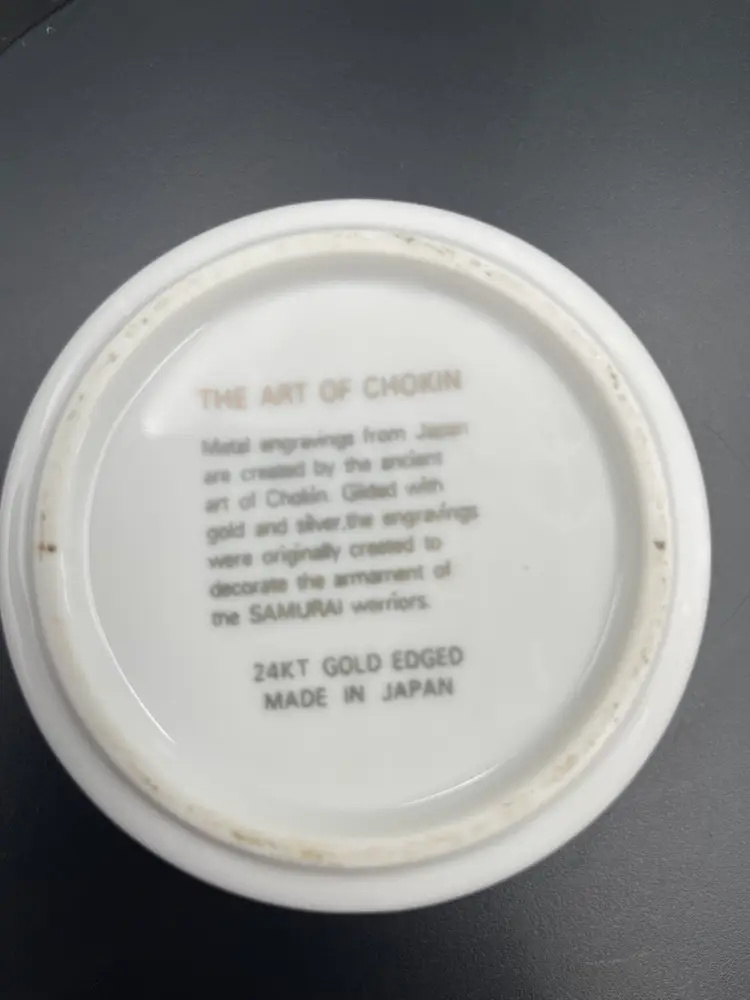 THE ART OF CHOKIN
Metal engravings from Japan
are created by the ancient
art of Chokin. Gilded with
gold and silver,the engravings
were originally created to
decorate the armament of
the SAMURAI warriors.
24KT GOLD EDGED
MADE IN JAPAN